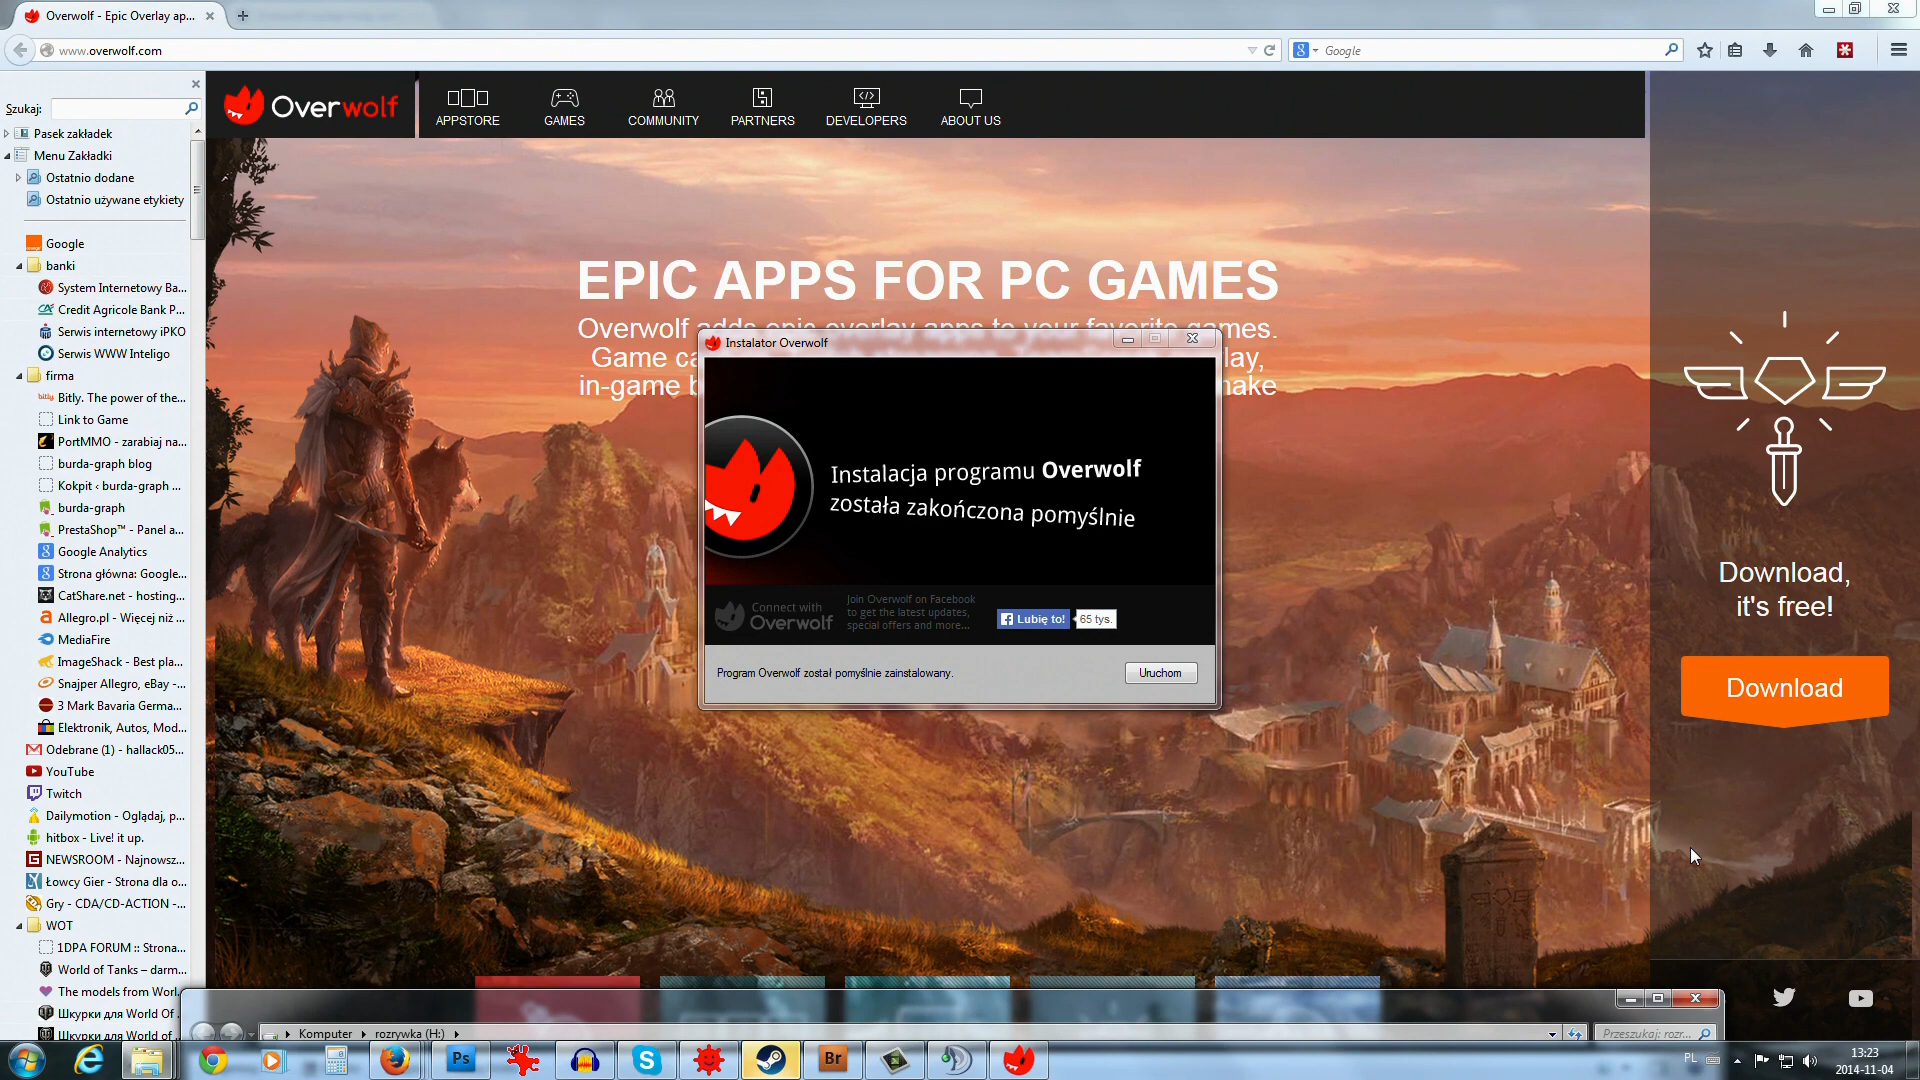 Overwolf - Epic Overlay ap...
www.overwolf.com
Google
Szukaj:
Pasek zakładek
Menu Zakładki
Ostatnio dodane
Ostatnio używane etykiety
Google
banki
System Internetowy Ba...
Credit Agricole Bank P...
Serwis internetowy iPKO
Serwis WWW Inteligo
firma
bitly Bitly. The power of the...
Link to Game
PortMMO - zarabiaj na...
burda-graph blog
Kokpit ‹ burda-graph ...
burda-graph
PrestaShop™ - Panel a...
Google Analytics
Strona główna: Google...
CatShare.net - hosting...
Allegro.pl - Więcej niż ...
MediaFire
ImageShack - Best pla...
Snajper Allegro, eBay -...
3 Mark Bavaria Germa...
Elektronik, Autos, Mod...
Odebrane (1) - hallack05...
YouTube
Twitch
Dailymotion - Oglądaj, p...
hitbox - Live! it up.
NEWSROOM - Najnowsz...
Łowcy Gier - Strona dla o...
Gry - CDA/CD-ACTION -...
WOT
1DPA FORUM :: Strona...
World of Tanks – darm...
The models from Worl...
Шкурки для World Of
Шкурки для World of
Overwolf
APPSTORE
GAMES
COMMUNITY
PARTNERS
DEVELOPERS
ABOUT US
EPIC APPS FOR PC GAMES
Overwolf adds epic overlay apps to your favorite games.
Game ca
lay,
in-game b
make
Instalator Overwolf
Instalacja programu Overwolf
została zakończona pomyślnie
Connect with
Overwolf
Join Overwolf on Facebook
to get the latest updates,
special offers and more...
Lubię to!
65 tys.
Program Overwolf został pomyślnie zainstalowany.
Uruchom
Download,
it's free!
Download
Komputer
rozrywka (H:)
Przeszukaj: rozr...
Ps
Br
PL
13:23
2014-11-04